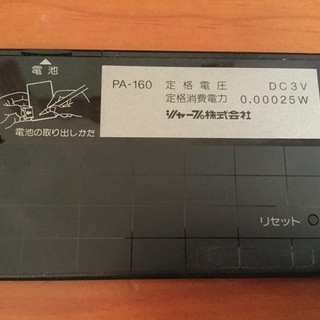 電池
電池の取り出しかた
PA-160 定格電圧 DC3V
定格消費電力 0.00025W
シャープ株式会社
リセット